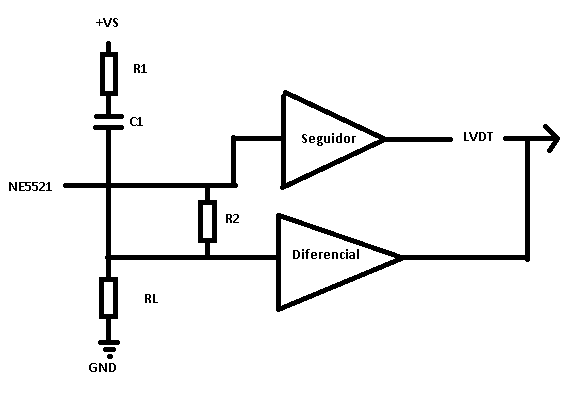 +VS
R1
C1
Seguidor
LVDT
NE5521
R2
Diferencial
RL
GND